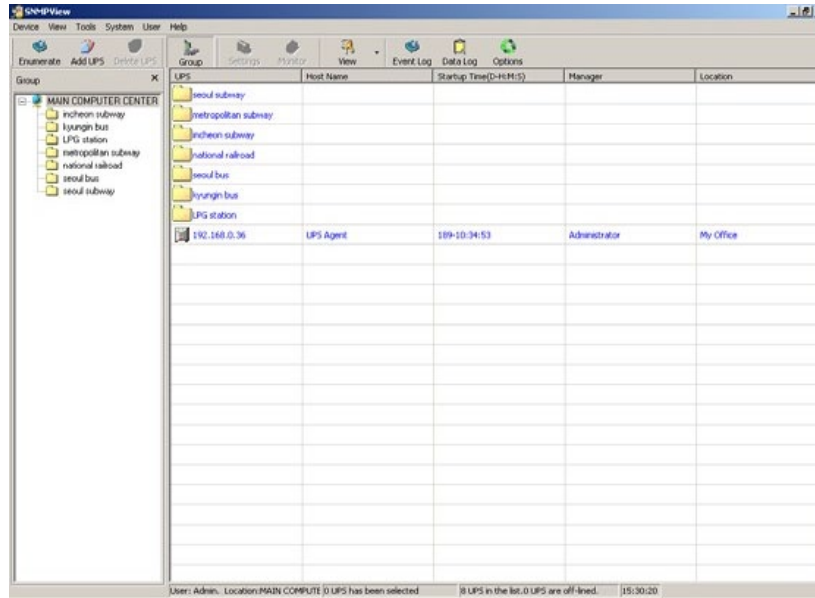 SNMPView
Device View Tools System User Help
Enumerate Add UPS Delete UPS Group Settings Monitor View Event Log Data Log Options
Group
UPS Host Name Startup Time(D-H:M:S) Manager Location
MAIN COMPUTER CENTER
incheon subway
kyungin bus
LPG station
metropolitan subway
national railroad
seoul bus
seoul subway
seoul subway
metropolitan subway
incheon subway
national railroad
seoul bus
kyungin bus
LPG station
192.168.0.36 UPS Agent 189-10:34:53 Administrator My Office
User: Admin. Location:MAIN COMPUTE 0 UPS has been selected 8 UPS in the list.0 UPS are off-lined. 15:30:20